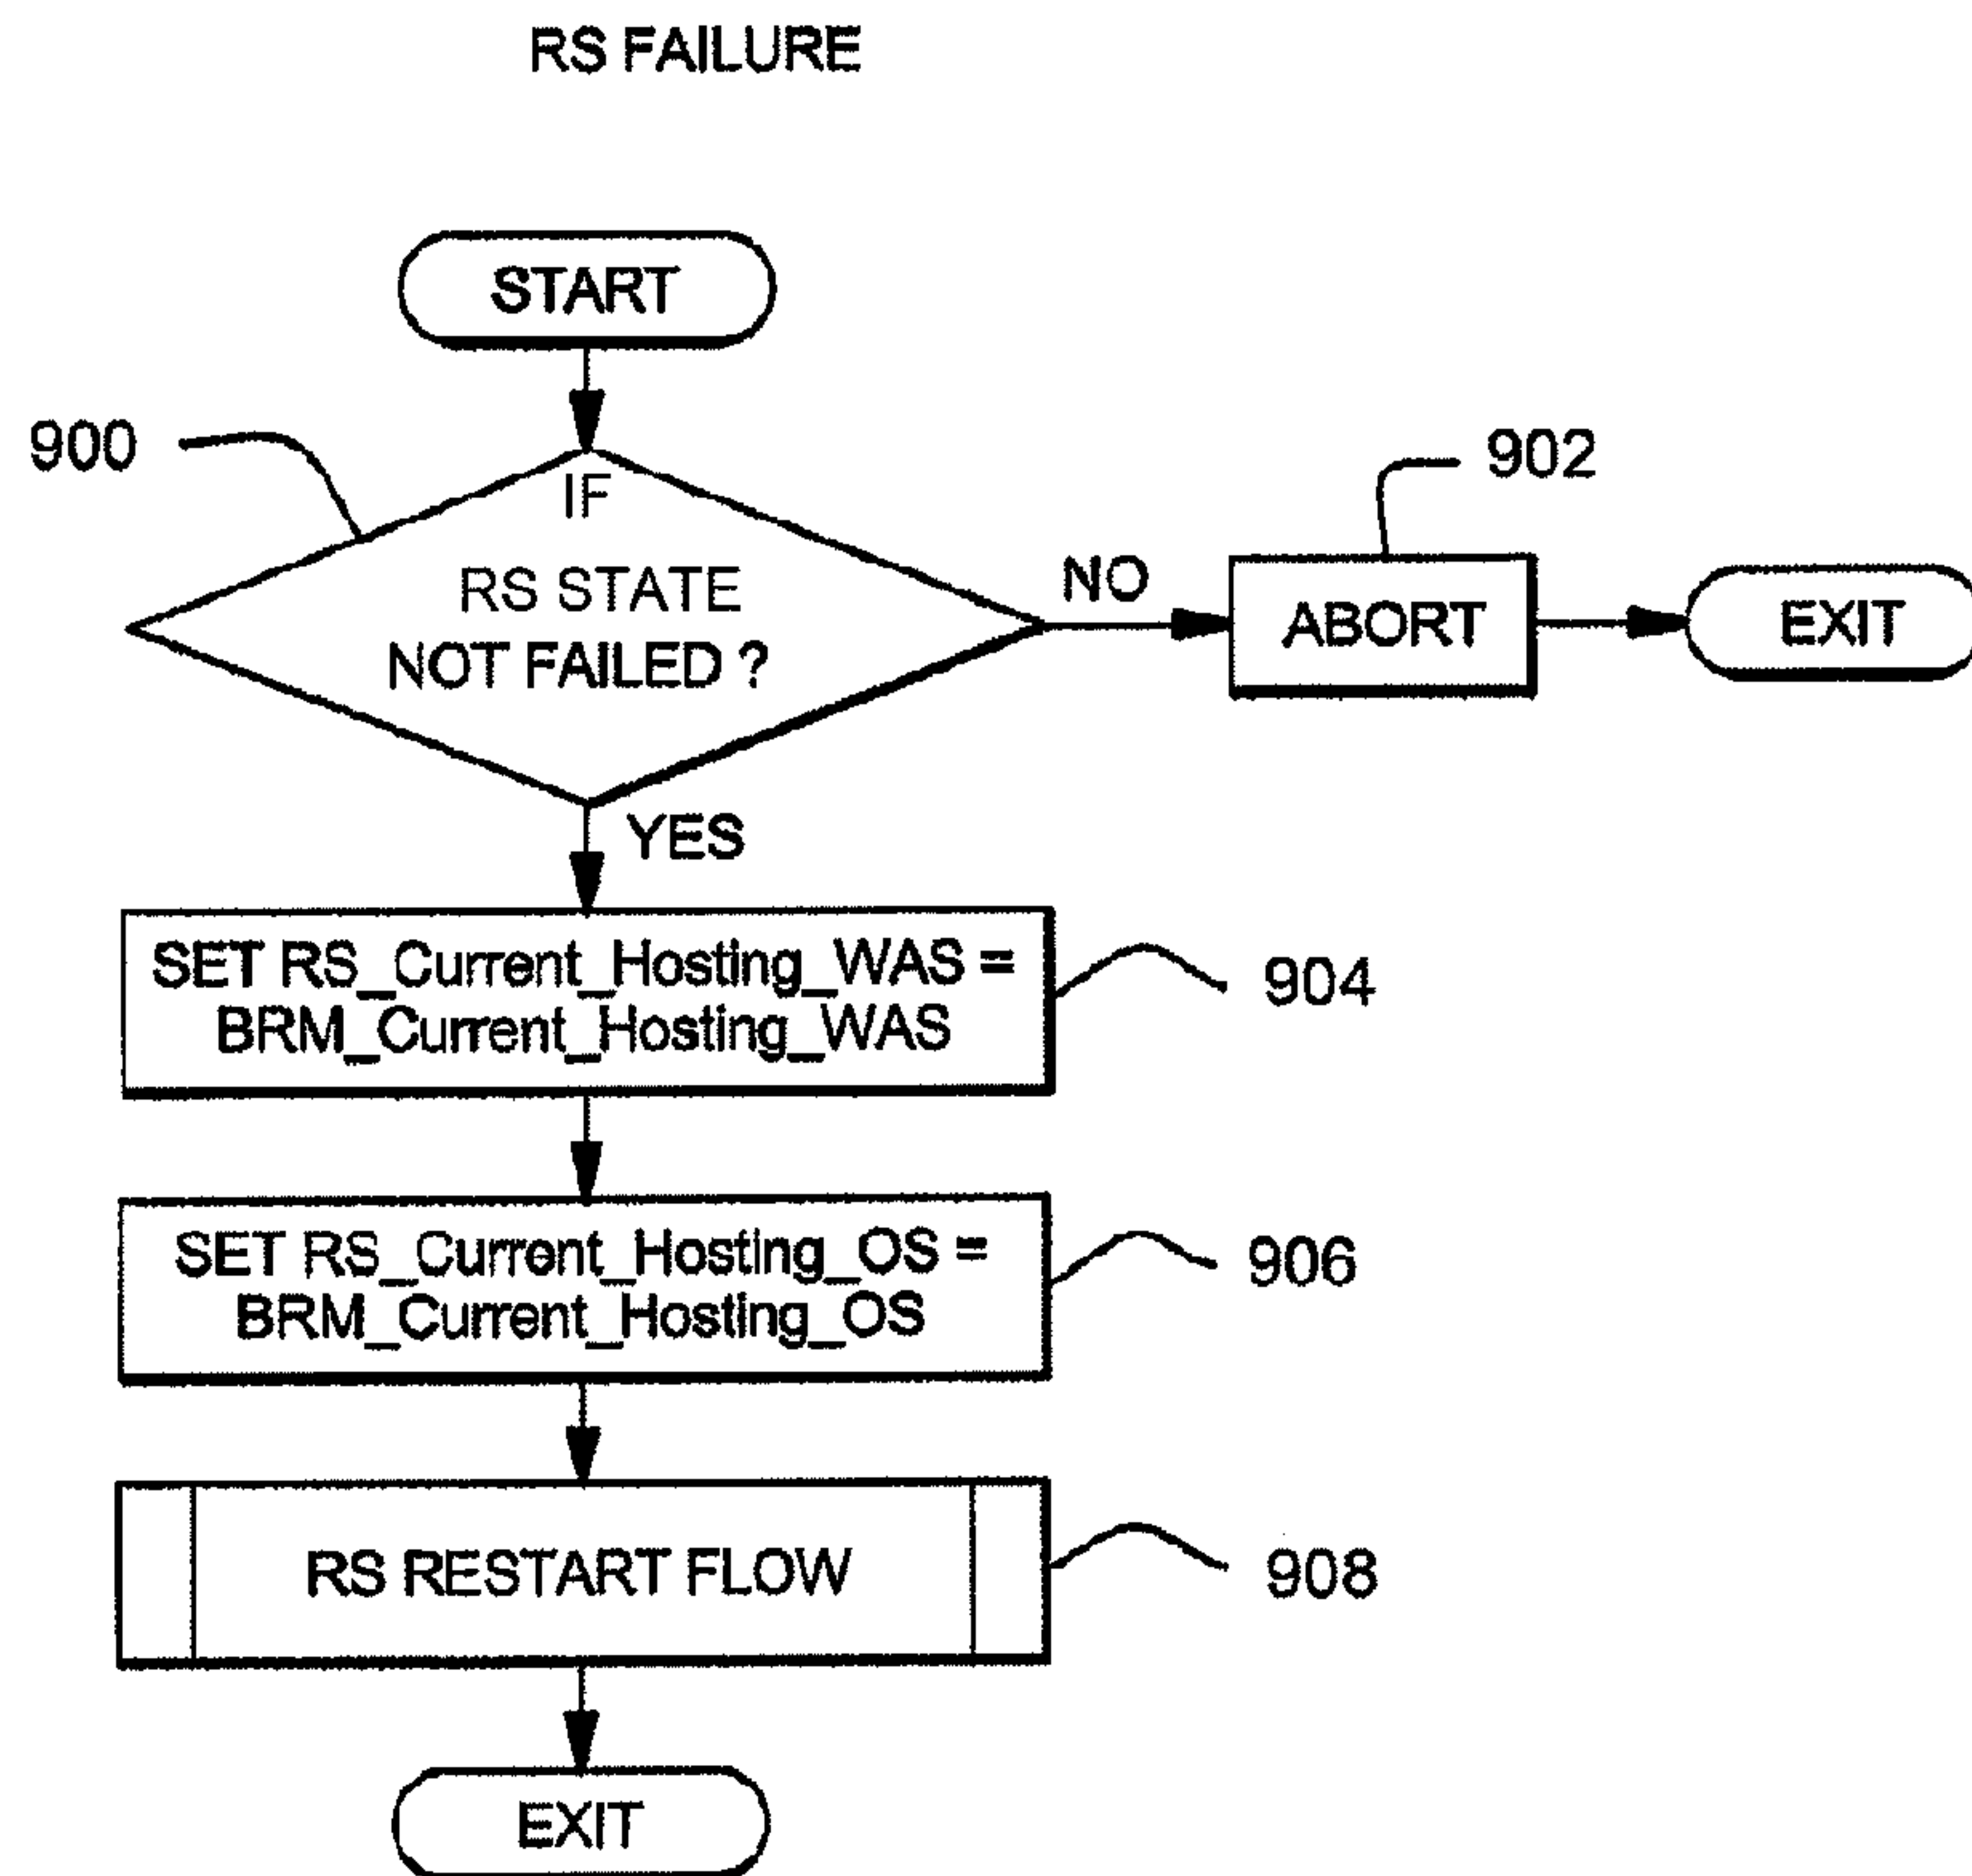 RS FAILURE
START
900
IF
RS STATE
NOT FAILED ?
NO
902
ABORT
EXIT
YES
SET RS_Current_Hosting_WAS =
BRM_Current_Hosting_WAS
904
SET RS_Current_Hosting_OS =
BRM_Current_Hosting_OS
906
RS RESTART FLOW
908
EXIT